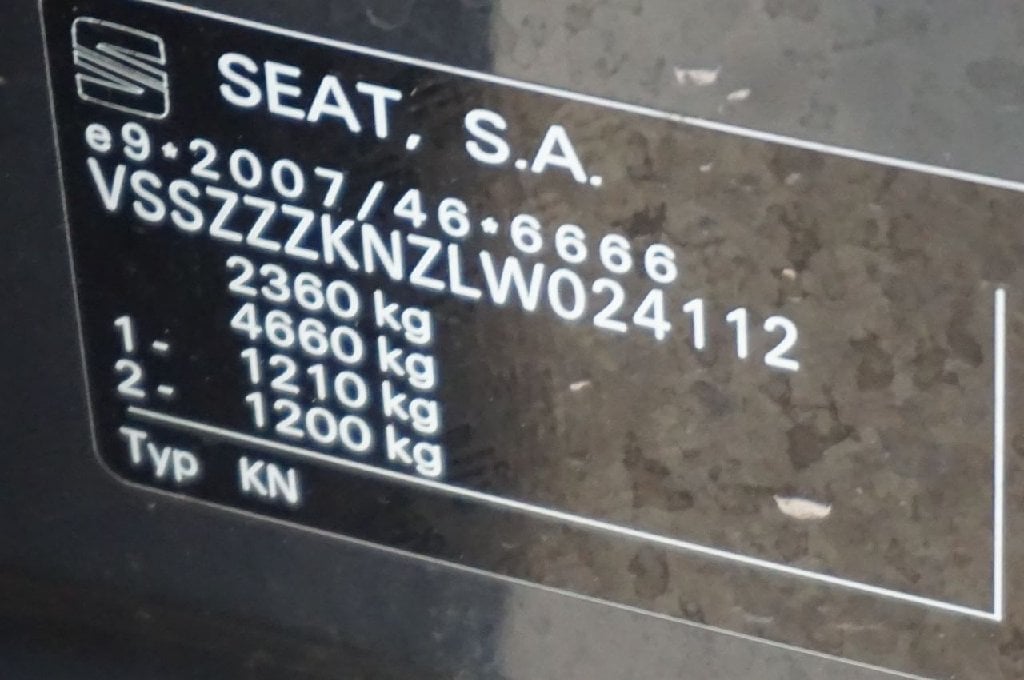 SEAT, S.A.
e9*2007/46*6666
VSSZZZKNZLW024112
2360 kg
4660 kg
1 - 1210 kg
2 - 1200 kg
Typ KN